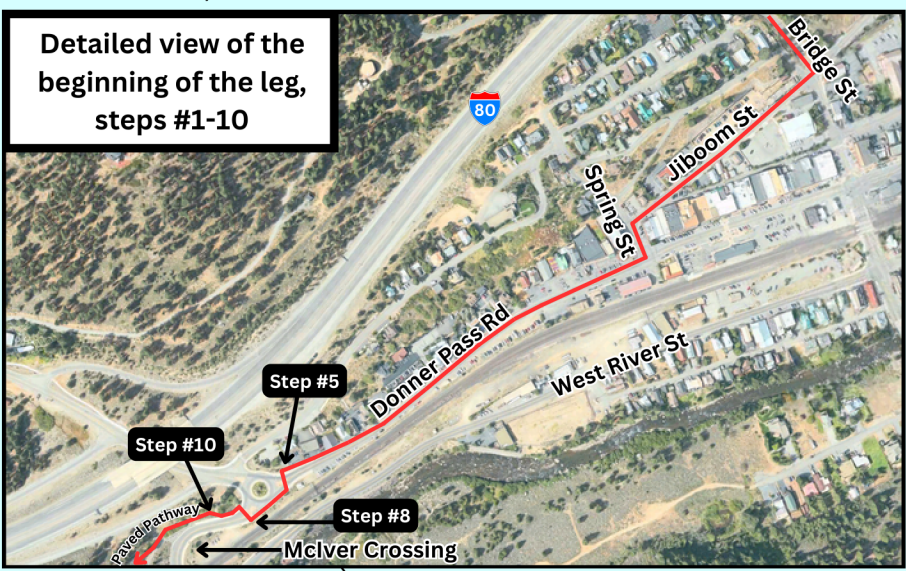 Detailed view of the
beginning of the leg,
steps #1-10
Bridge St
80
Jiboom St
Spring St
Donner Pass Rd
West River St
Step #5
Step #10
Step #8
Paved Pathway
McIver Crossing